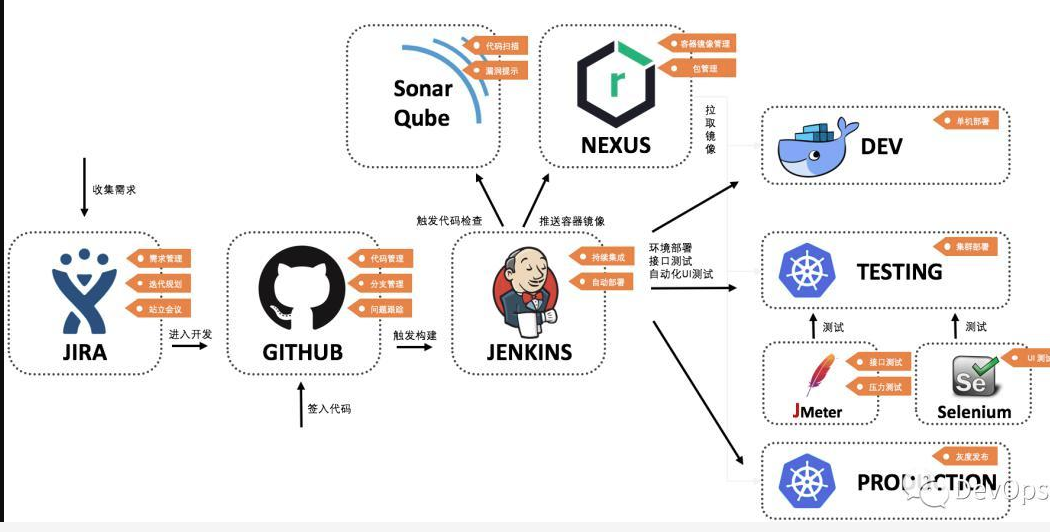 收集需求
需求管理
迭代规划
站立会议
JIRA
进入开发
代码管理
分支管理
问题跟踪
GITHUB
签入代码
触发构建
持续集成
自动部署
JENKINS
触发代码检查
推送容器镜像
代码扫描
漏洞提示
Sonar
Qube
容器镜像管理
包管理
r
NEXUS
拉取镜像
环境部署
接口测试
自动化UI测试
单机部署
DEV
集群部署
TESTING
测试
测试
接口测试
压力测试
JMeter
UI 测试
Se
Selenium
灰度发布
PRODUCTION
DevOps